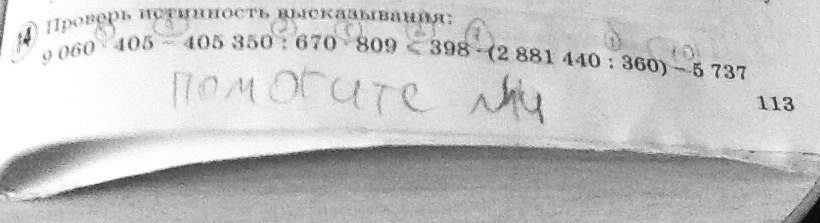 14 Проверь истинность высказывания:
9 060 · 405 − 405 350 : 670 · 809 < 398 · (2 881 440 : 360) − 5 737
помогите №14
113